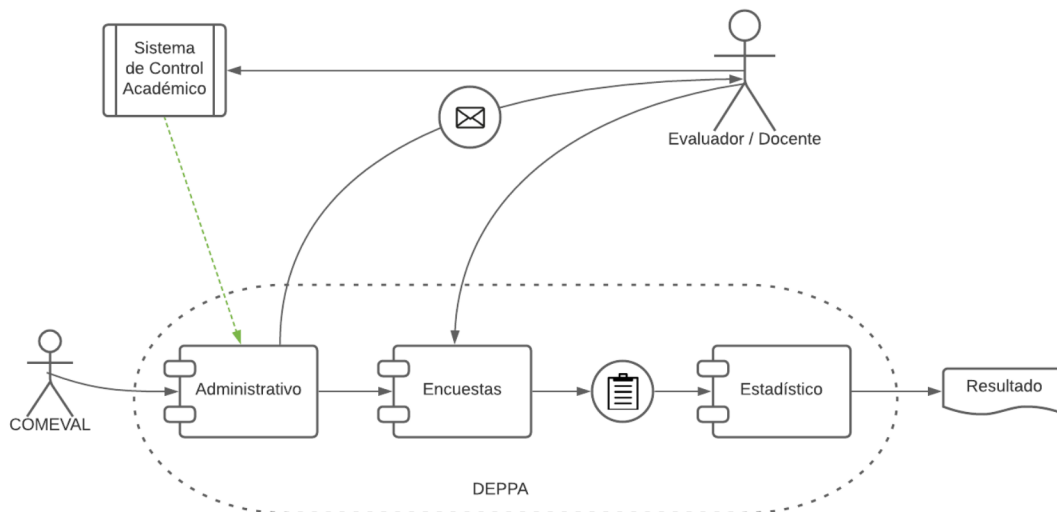 Sistema
de Control
Académico
Evaluador / Docente
COMEVAL
Administrativo
Encuestas
Estadístico
Resultado
DEPPA